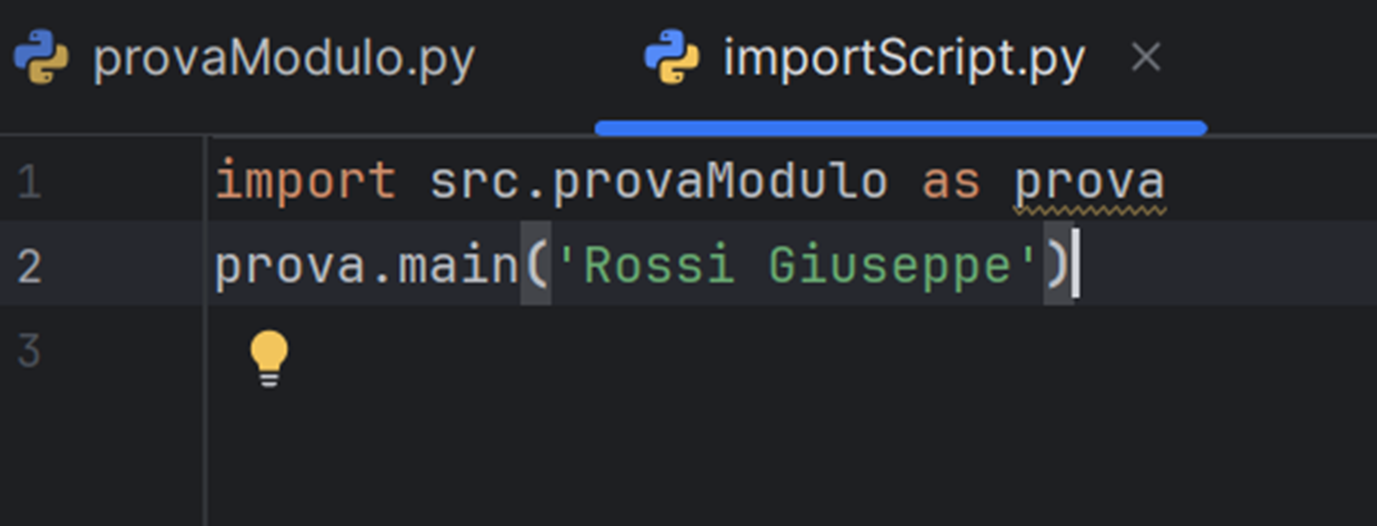 provaModulo.py importScript.py
1 import src.provaModulo as prova
2 prova.main('Rossi Giuseppe')
3